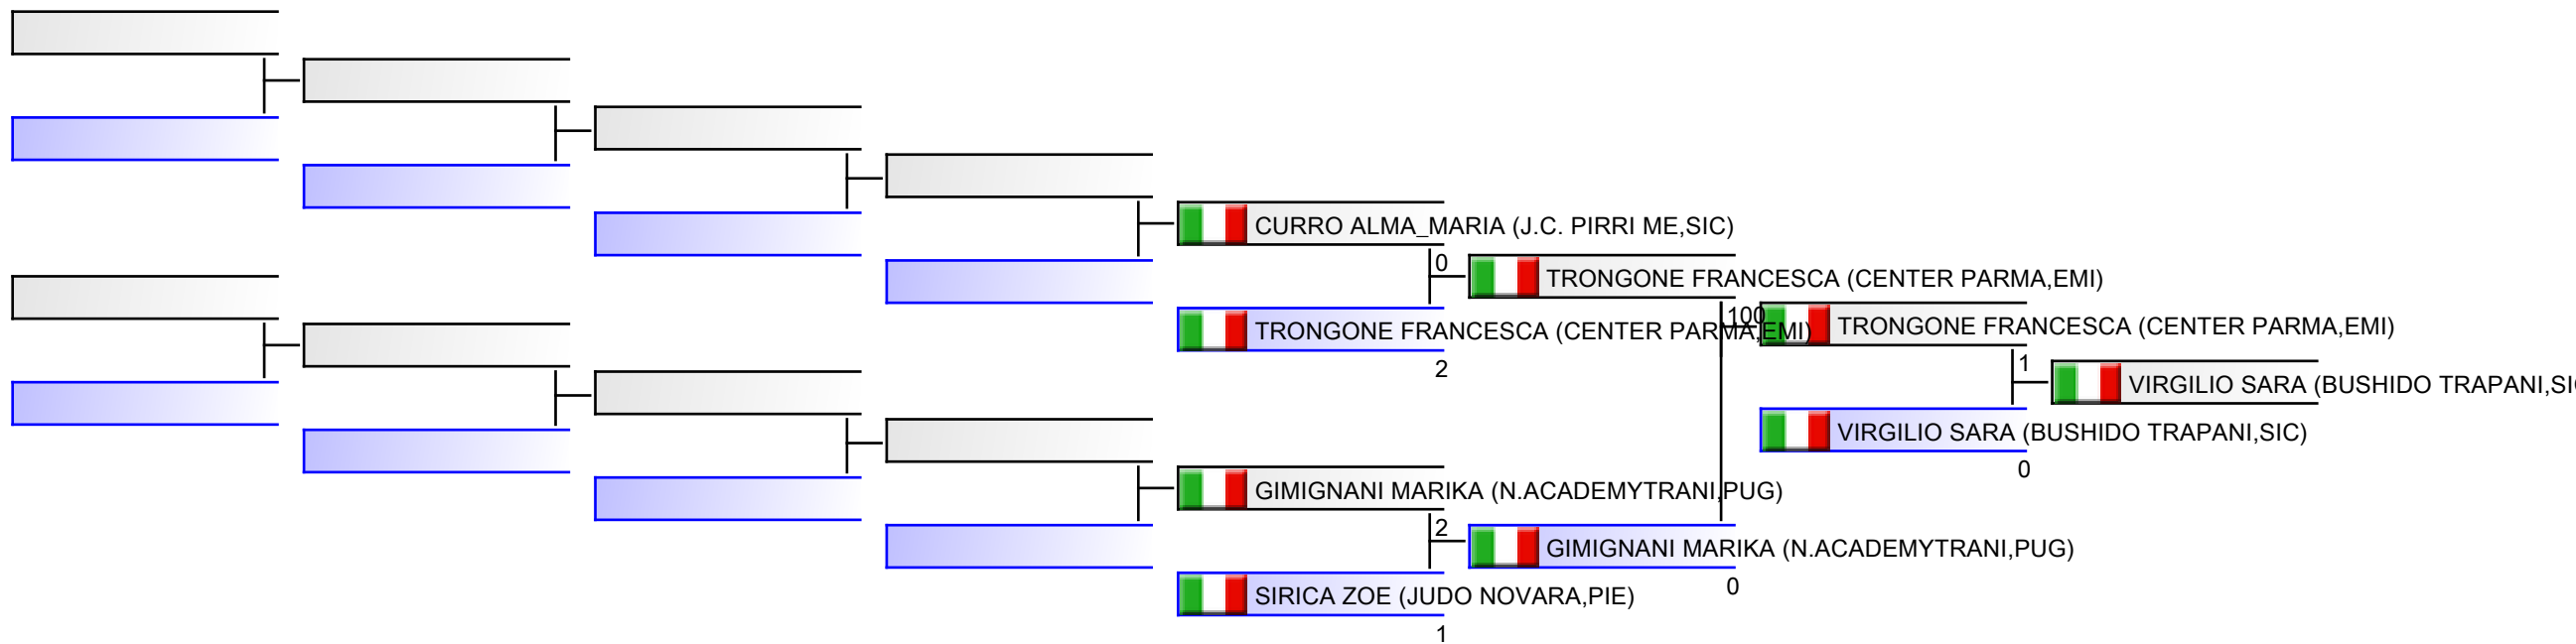 CURRO ALMA_MARIA (J.C. PIRRI ME,SIC)
0
TRONGONE FRANCESCA (CENTER PARMA,EMI)
TRONGONE FRANCESCA (CENTER PARMA,EMI)
2
100
TRONGONE FRANCESCA (CENTER PARMA,EMI)
1
VIRGILIO SARA (BUSHIDO TRAPANI,SIC
VIRGILIO SARA (BUSHIDO TRAPANI,SIC)
0
GIMIGNANI MARIKA (N.ACADEMYTRANI,PUG)
2
GIMIGNANI MARIKA (N.ACADEMYTRANI,PUG)
0
SIRICA ZOE (JUDO NOVARA,PIE)
1